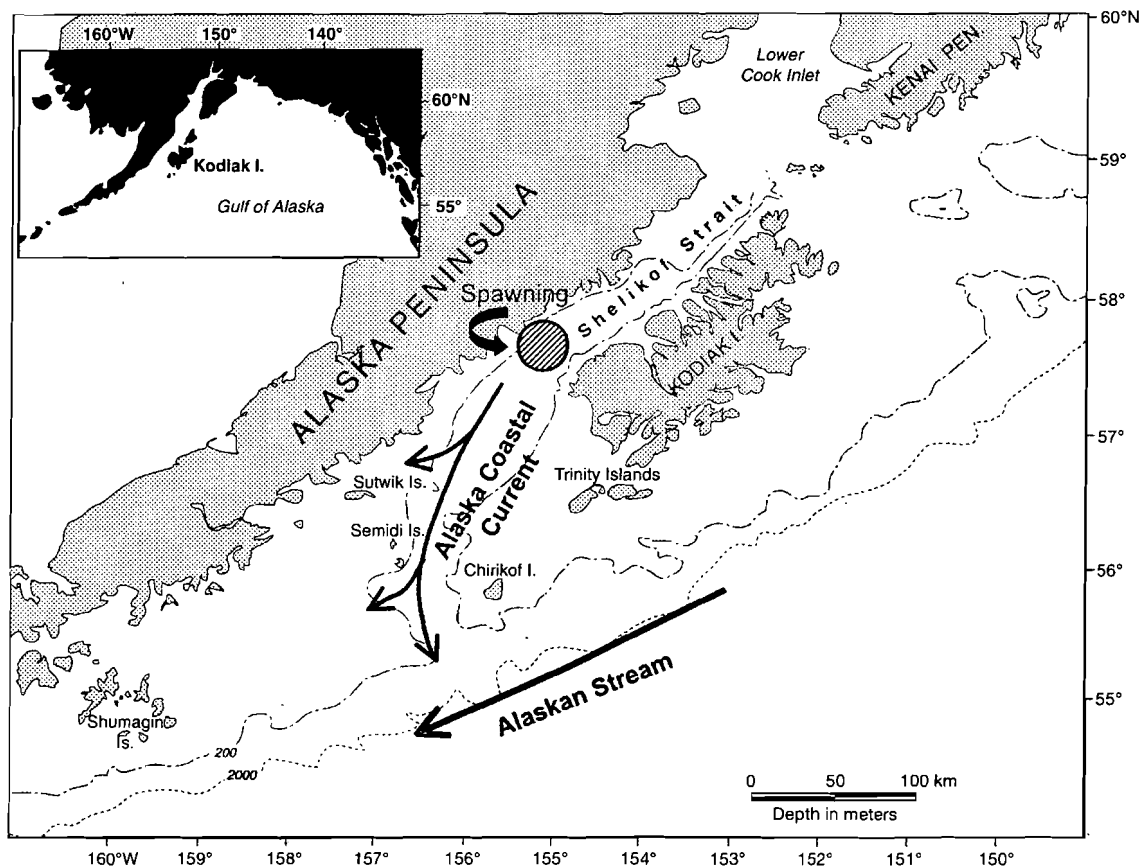 160°W 150° 140°
60°N
Kodiak I.
Gulf of Alaska
55°
60°N
Lower
Cook Inlet
KENAI PEN.
59°
ALASKA PENINSULA
Shelikof Strait
58°
Spawning
KODIAK I.
57°
Alaska Coastal
Current
Trinity Islands
Sutwik Is.
Semidi Is.
Chirikof I.
56°
Alaskan Stream
55°
Shumagin
Is.
200
2000
0 50 100 km
Depth in meters
160°W 159° 158° 157° 156° 155° 154° 153° 152° 151° 150°